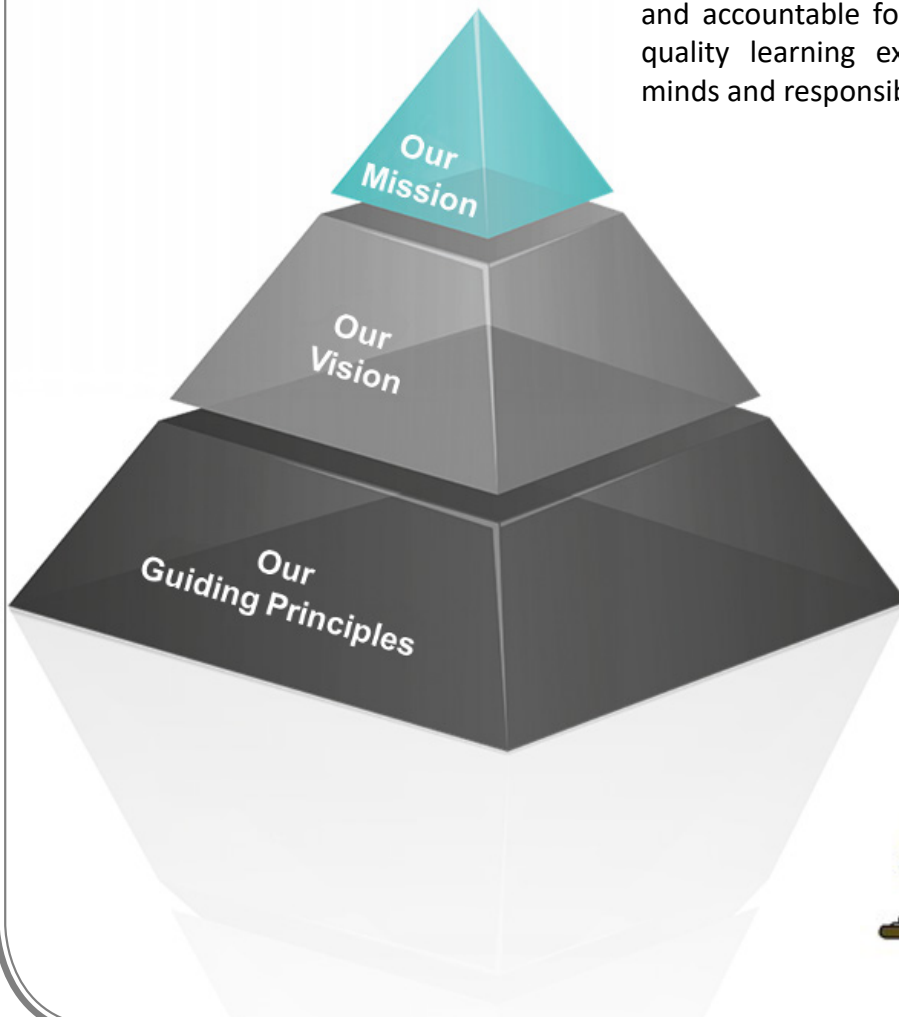 and accountable fo
quality learning ex
minds and responsib
Our
Mission
Our
Vision
Our
Guiding Principles